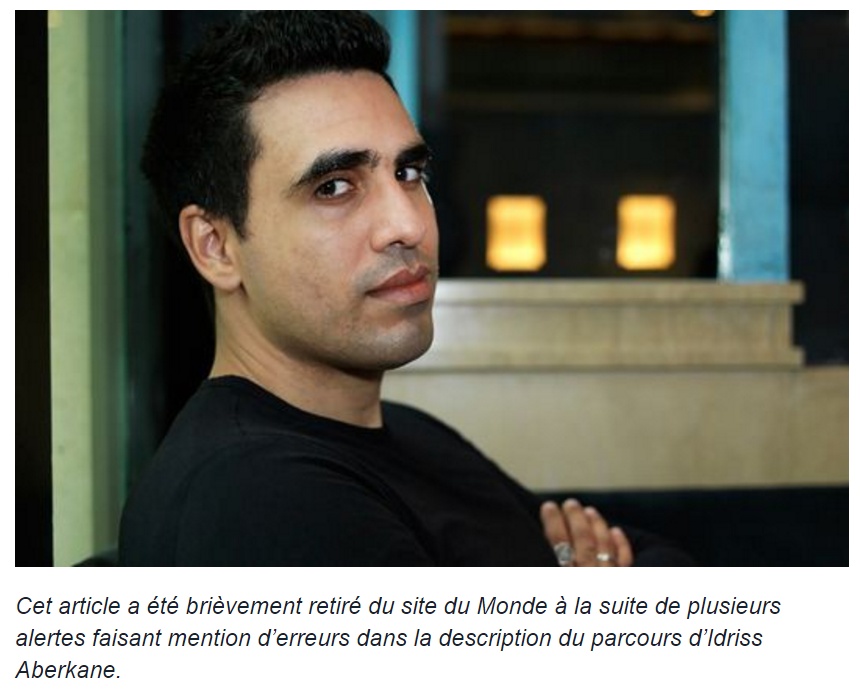 Cet article a été brièvement retiré du site du Monde à la suite de plusieurs
alertes faisant mention d’erreurs dans la description du parcours d’Idriss
Aberkane.